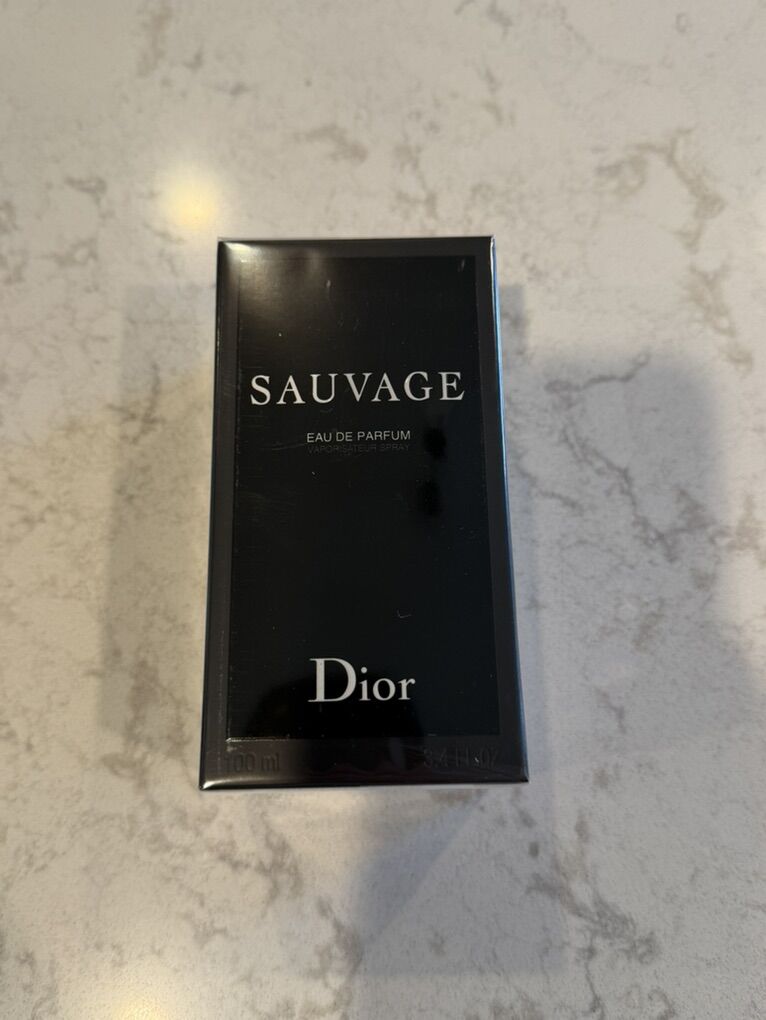 SAUVAGE
EAU DE PARFUM
VAPORISATEUR SPRAY
Dior
100 ml 3.4 fl. oz